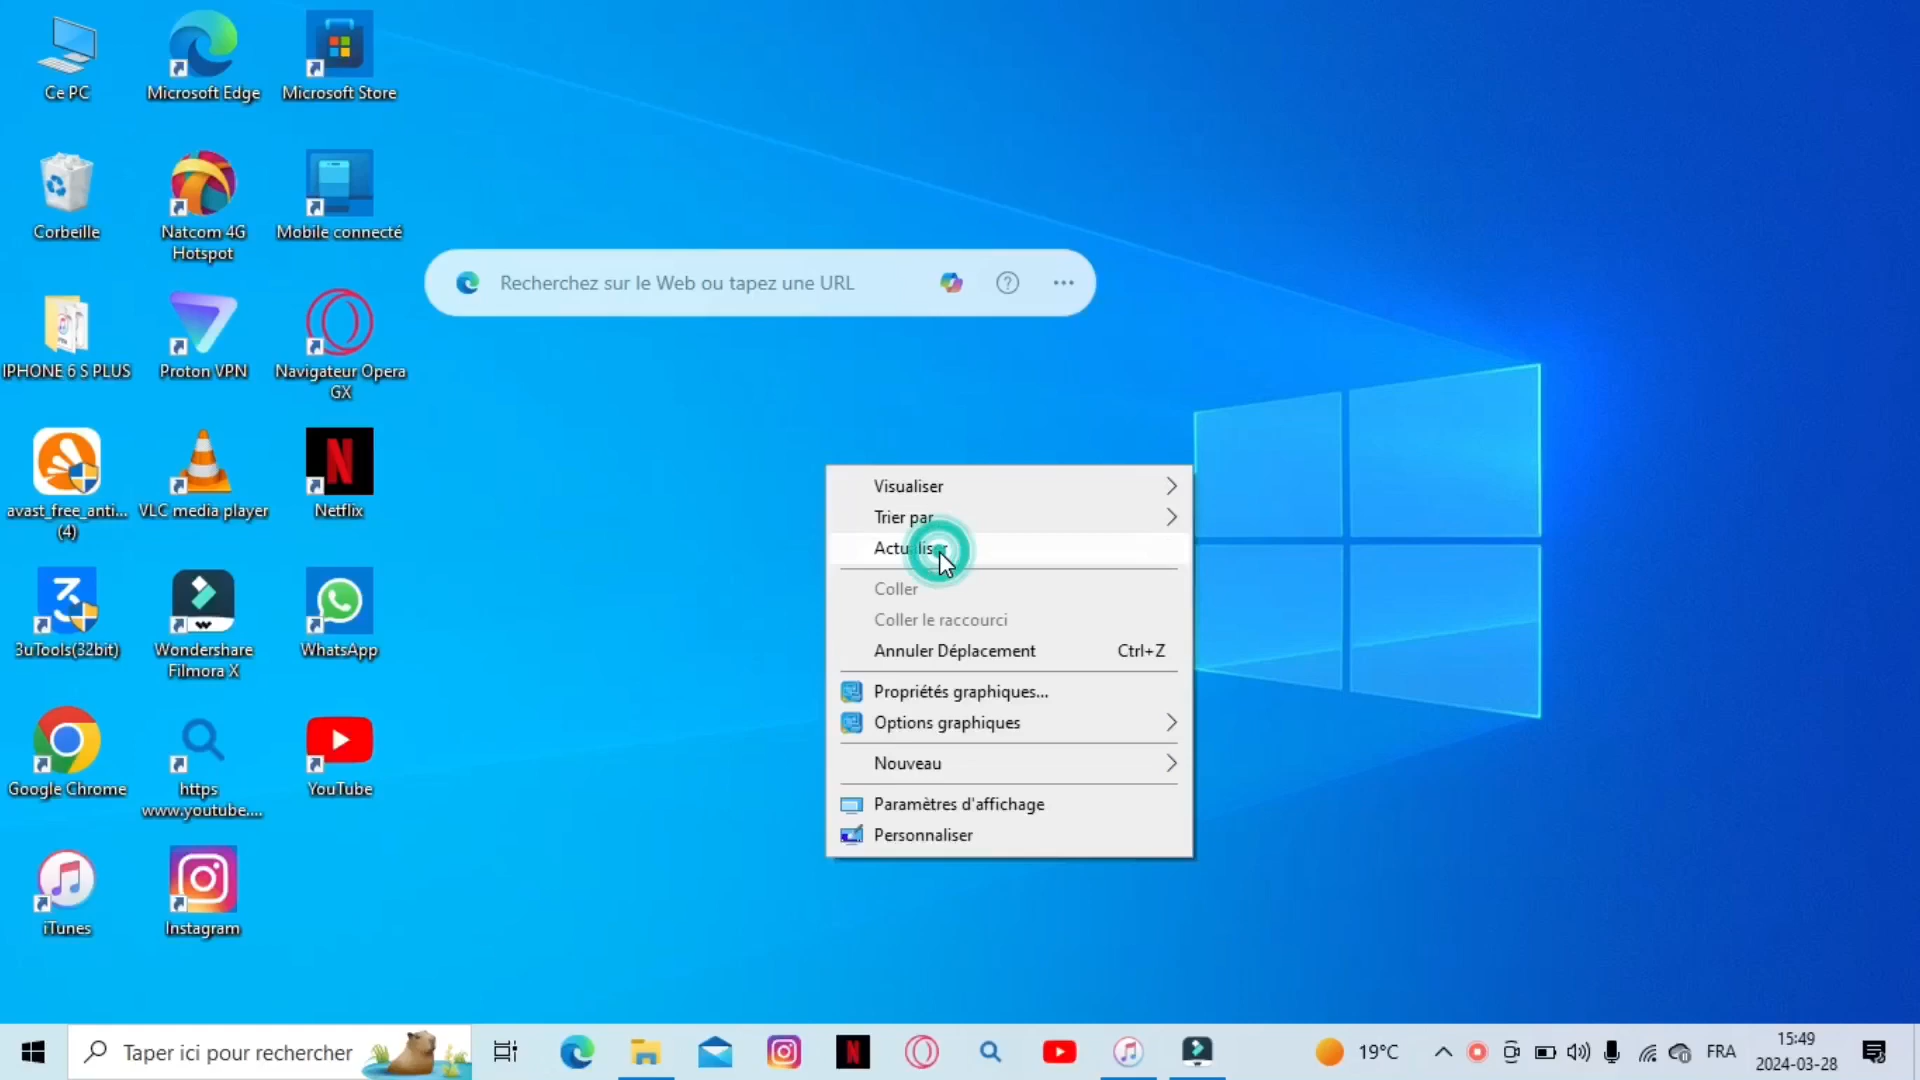 Ce PC
Microsoft Edge
Microsoft Store
Corbeille
Natcom 4G
Hotspot
Mobile connecté
Recherchez sur le Web ou tapez une URL
IPHONE 6 S PLUS
Proton VPN
Navigateur Opera
GX
avast_free_anti...
(4)
VLC media player
Netflix
3uTools(32bit)
Wondershare
Filmora X
WhatsApp
Google Chrome
https
www.youtube....
YouTube
iTunes
Instagram
Visualiser
Trier par
Actualiser
Coller
Coller le raccourci
Annuler Déplacement Ctrl+Z
Propriétés graphiques...
Options graphiques
Nouveau
Paramètres d'affichage
Personnaliser
Taper ici pour rechercher
19°C
FRA
15:49
2024-03-28